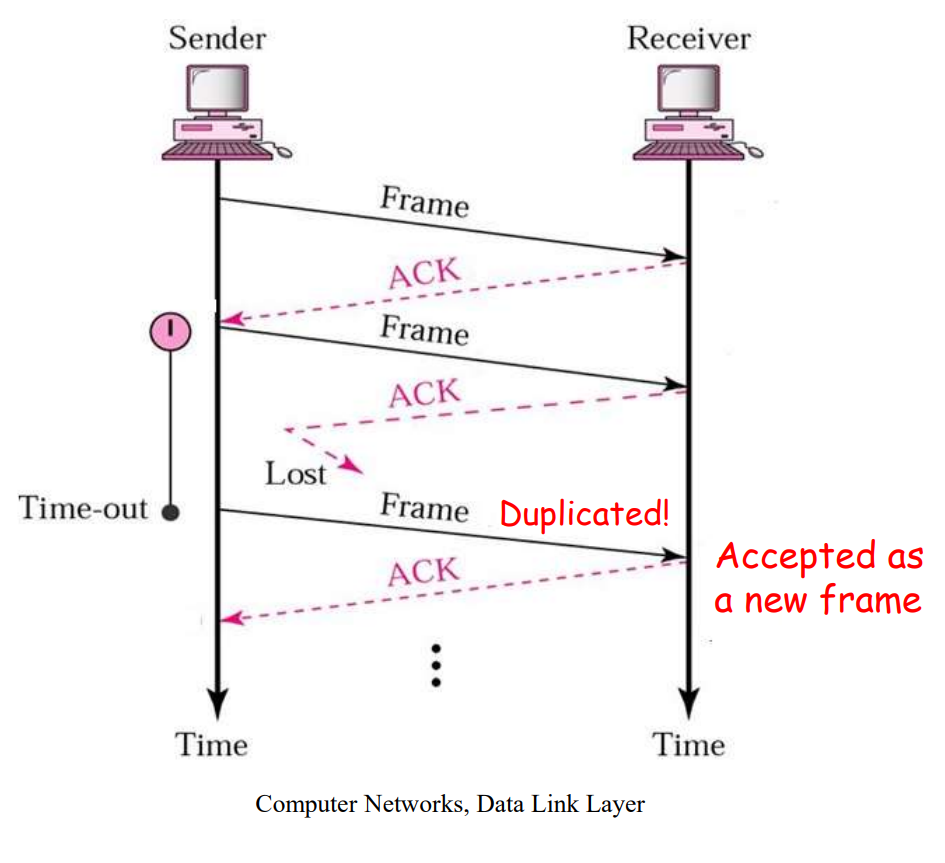 Sender
Receiver
Frame
ACK
Frame
ACK
Lost
Time-out
Frame Duplicated!
Accepted as
a new frame
ACK
Time
Time
Computer Networks, Data Link Layer